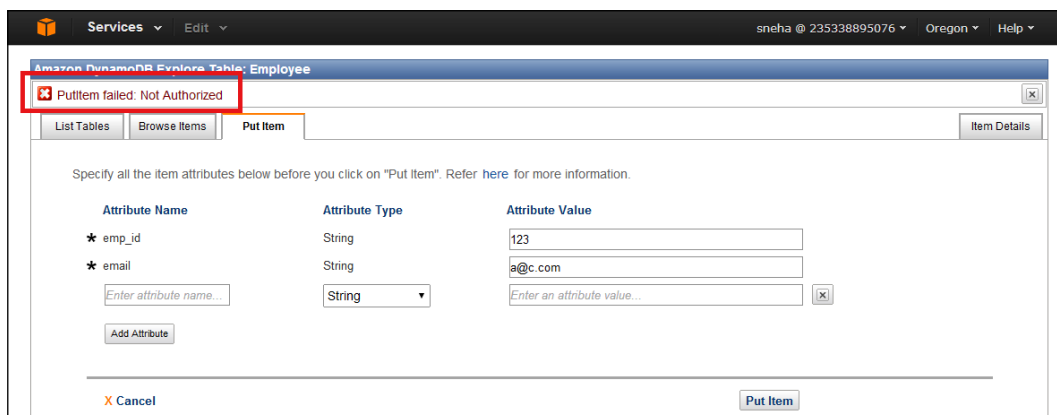 Services Edit sneha @ 235338895076 Oregon Help
Amazon DynamoDB Explore Table: Employee
PutItem failed: Not Authorized
List Tables Browse Items Put Item Item Details
Specify all the item attributes below before you click on "Put Item". Refer here for more information.
Attribute Name Attribute Type Attribute Value
* emp_id String 123
* email String a@c.com
Enter attribute name... String Enter an attribute value...
Add Attribute
X Cancel Put Item